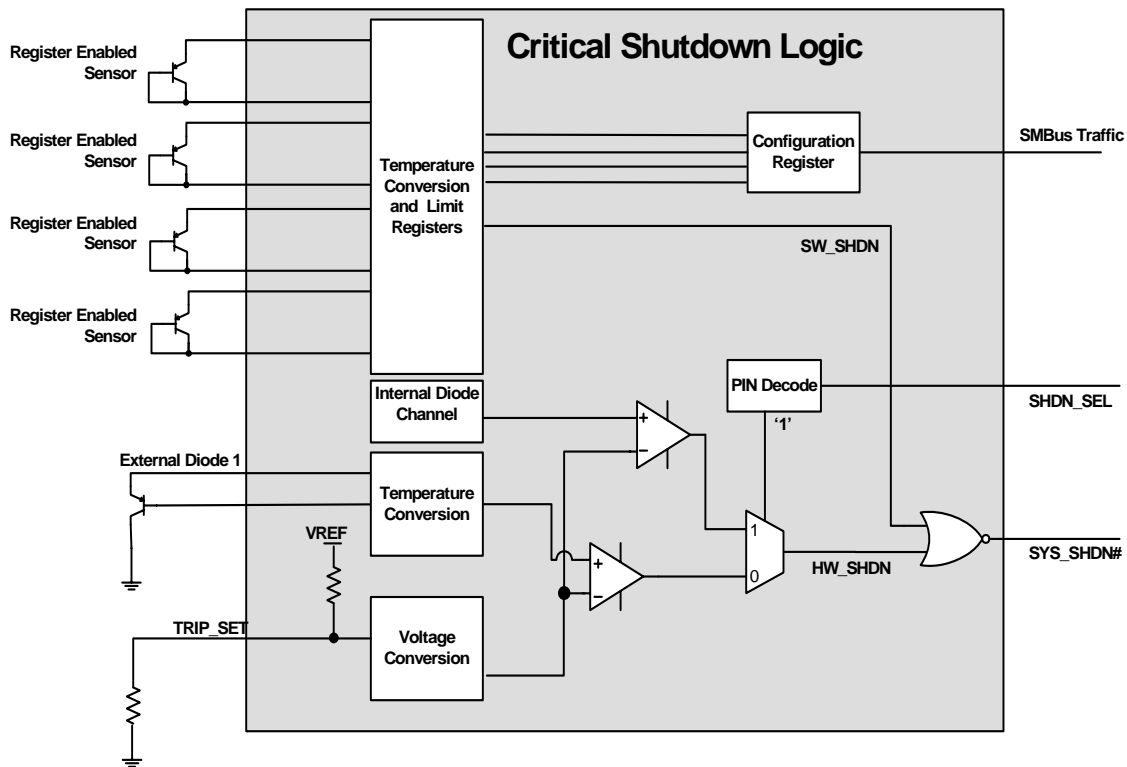 Critical Shutdown Logic
Register Enabled
Sensor
Register Enabled
Sensor
Register Enabled
Sensor
Register Enabled
Sensor
Temperature
Conversion
and Limit
Registers
Configuration
Register
SMBus Traffic
SW_SHDN
Internal Diode
Channel
PIN Decode
SHDN_SEL
'1'
+
−
External Diode 1
Temperature
Conversion
VREF
+
−
1
0
HW_SHDN
SYS_SHDN#
TRIP_SET
Voltage
Conversion